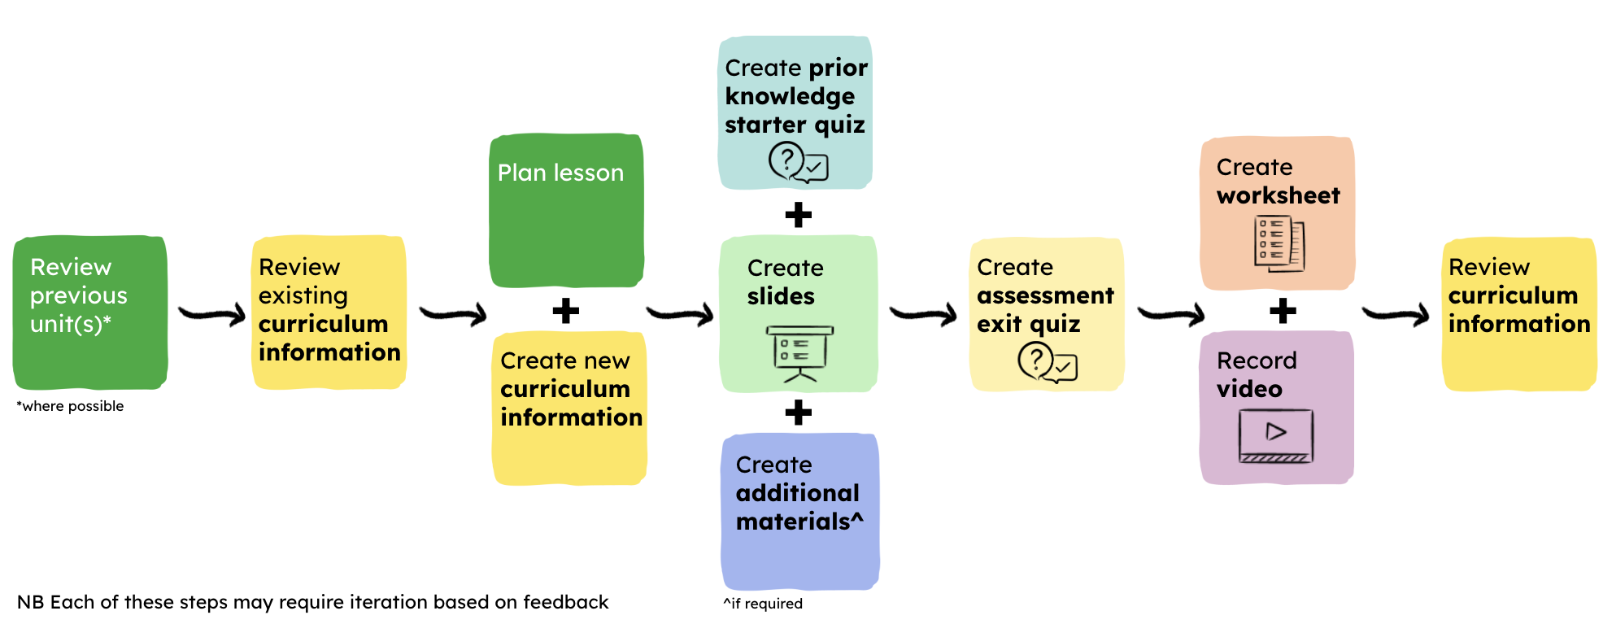 Review
previous
unit(s)*
*where possible
Review
existing
curriculum
information
Plan lesson
+
Create new
curriculum
information
Create prior
knowledge
starter quiz
?
+
Create
slides
+
Create
additional
materials^
^if required
Create
assessment
exit quiz
?
Create
worksheet
+
Record
video
Review
curriculum
information
NB Each of these steps may require iteration based on feedback